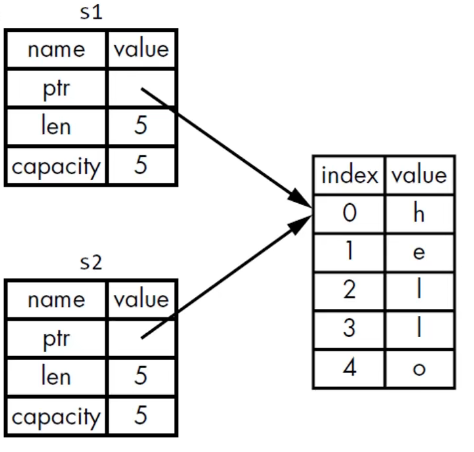 s1
name value
ptr
len 5
capacity 5
index value
0 h
1 e
2 l
3 l
4 o
s2
name value
ptr
len 5
capacity 5